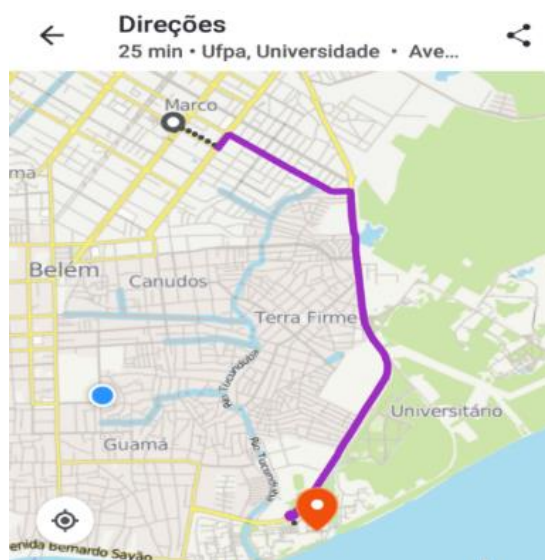 Direções
25 min • Ufpa, Universidade • Ave...
Marco
ma
Belém
Canudos
Terra Firme
Rio Tucunduba
Universitário
Guamá
Rio Tucunduba
enida Bernardo Sayão